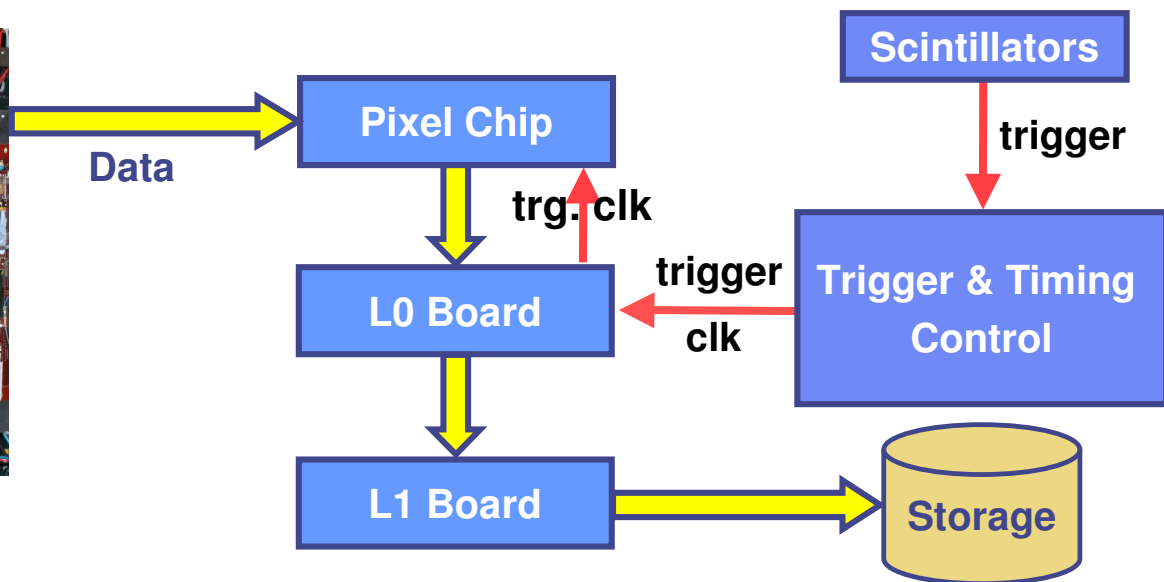 Scintillators
Pixel Chip
trigger
Data
trg. clk
trigger
Trigger & Timing
Control
L0 Board
clk
L1 Board
Storage